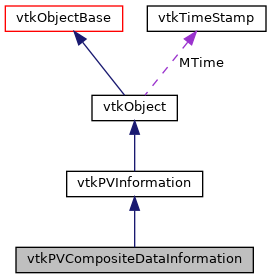 vtkObjectBase
vtkTimeStamp
MTime
vtkObject
vtkPVInformation
vtkPVCompositeDataInformation